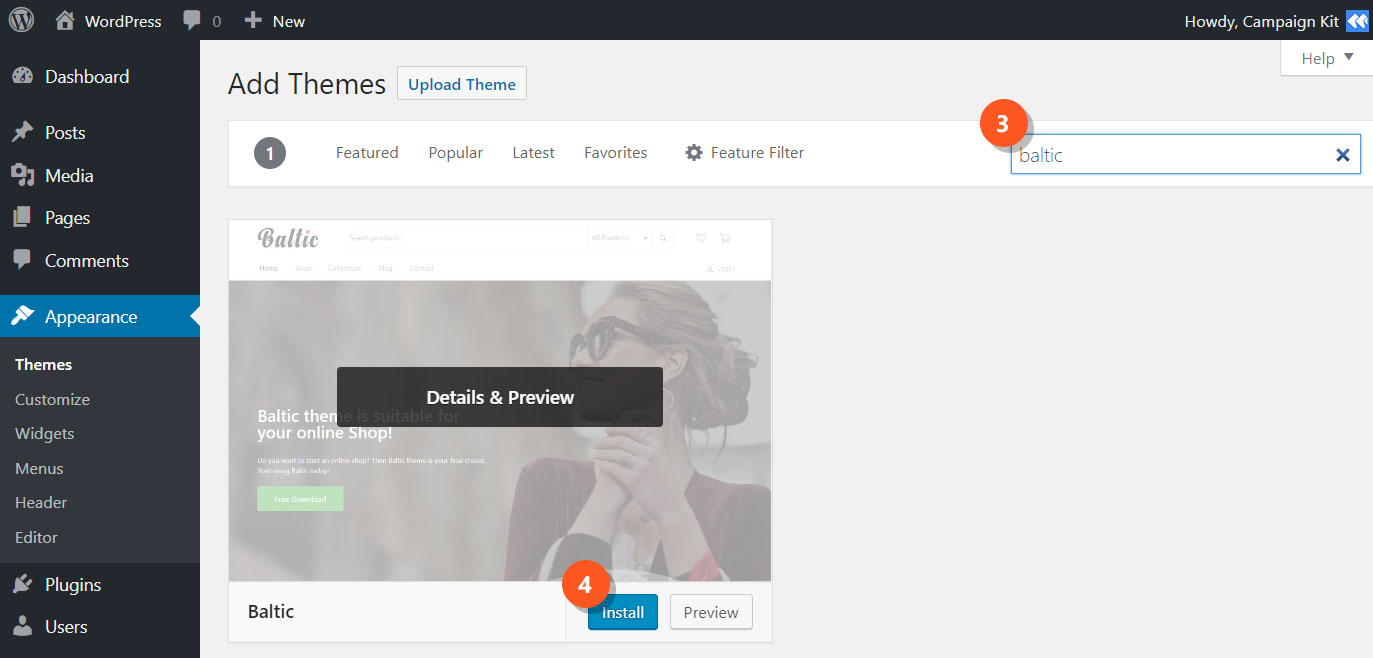 WordPress 0 New Howdy, Campaign Kit
Help
Dashboard
Posts
Media
Pages
Comments
Appearance
Themes
Customize
Widgets
Menus
Header
Editor
Plugins
Users
Add Themes Upload Theme
1 Featured Popular Latest Favorites Feature Filter
3
baltic
Baltic Search products... All Products
Home Shop Collections Blog Contact Login
Details & Preview
Baltic theme is suitable for
your online Shop!
Do you want to start an online shop? Then Baltic theme is your final choice.
Start using Baltic today!
Free Download
4
Baltic Install Preview